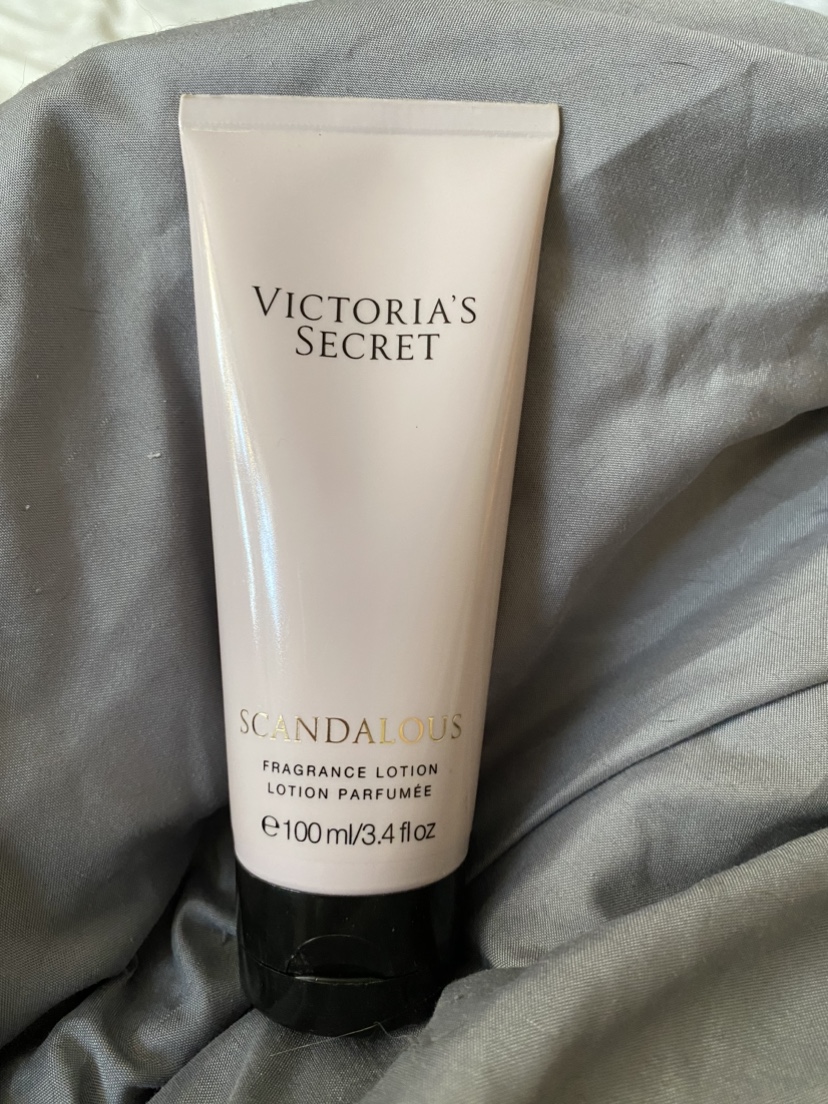 VICTORIA'S
SECRET
SCANDALOUS
FRAGRANCE LOTION
LOTION PARFUMÉE
℮100 ml/3.4 fl oz